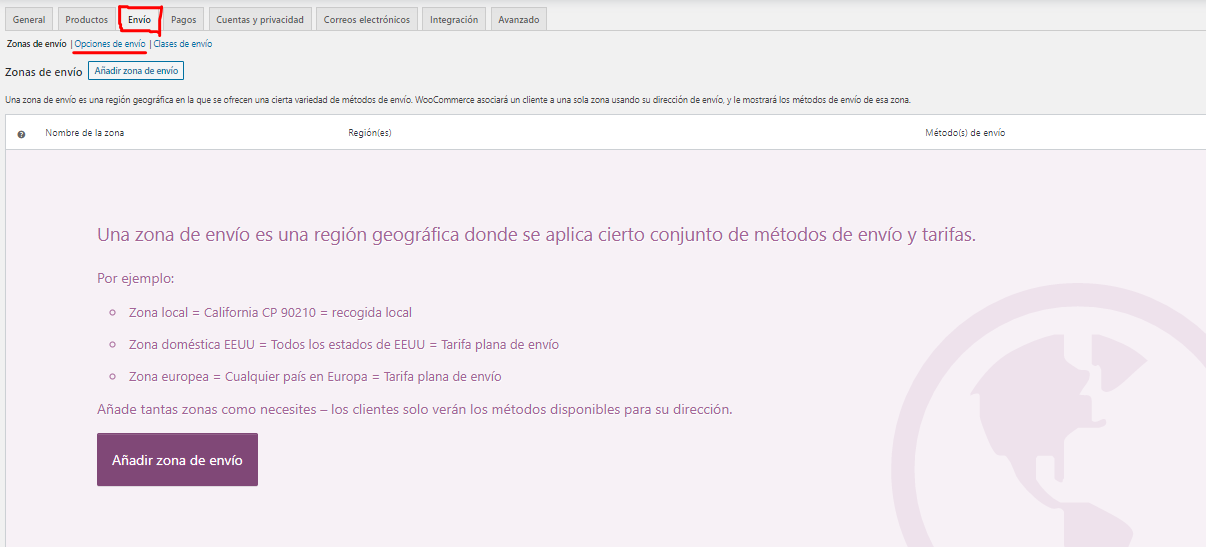 General Productos Envío Pagos Cuentas y privacidad Correos electrónicos Integración Avanzado
Zonas de envío | Opciones de envío | Clases de envío
Zonas de envío Añadir zona de envío
Una zona de envío es una región geográfica en la que se ofrecen una cierta variedad de métodos de envío. WooCommerce asociará un cliente a una sola zona usando su dirección de envío, y le mostrará los métodos de envío de esa zona.
? Nombre de la zona Región(es) Método(s) de envío
Una zona de envío es una región geográfica donde se aplica cierto conjunto de métodos de envío y tarifas.
Por ejemplo:
Zona local = California CP 90210 = recogida local
Zona doméstica EEUU = Todos los estados de EEUU = Tarifa plana de envío
Zona europea = Cualquier país en Europa = Tarifa plana de envío
Añade tantas zonas como necesites – los clientes solo verán los métodos disponibles para su dirección.
Añadir zona de envío